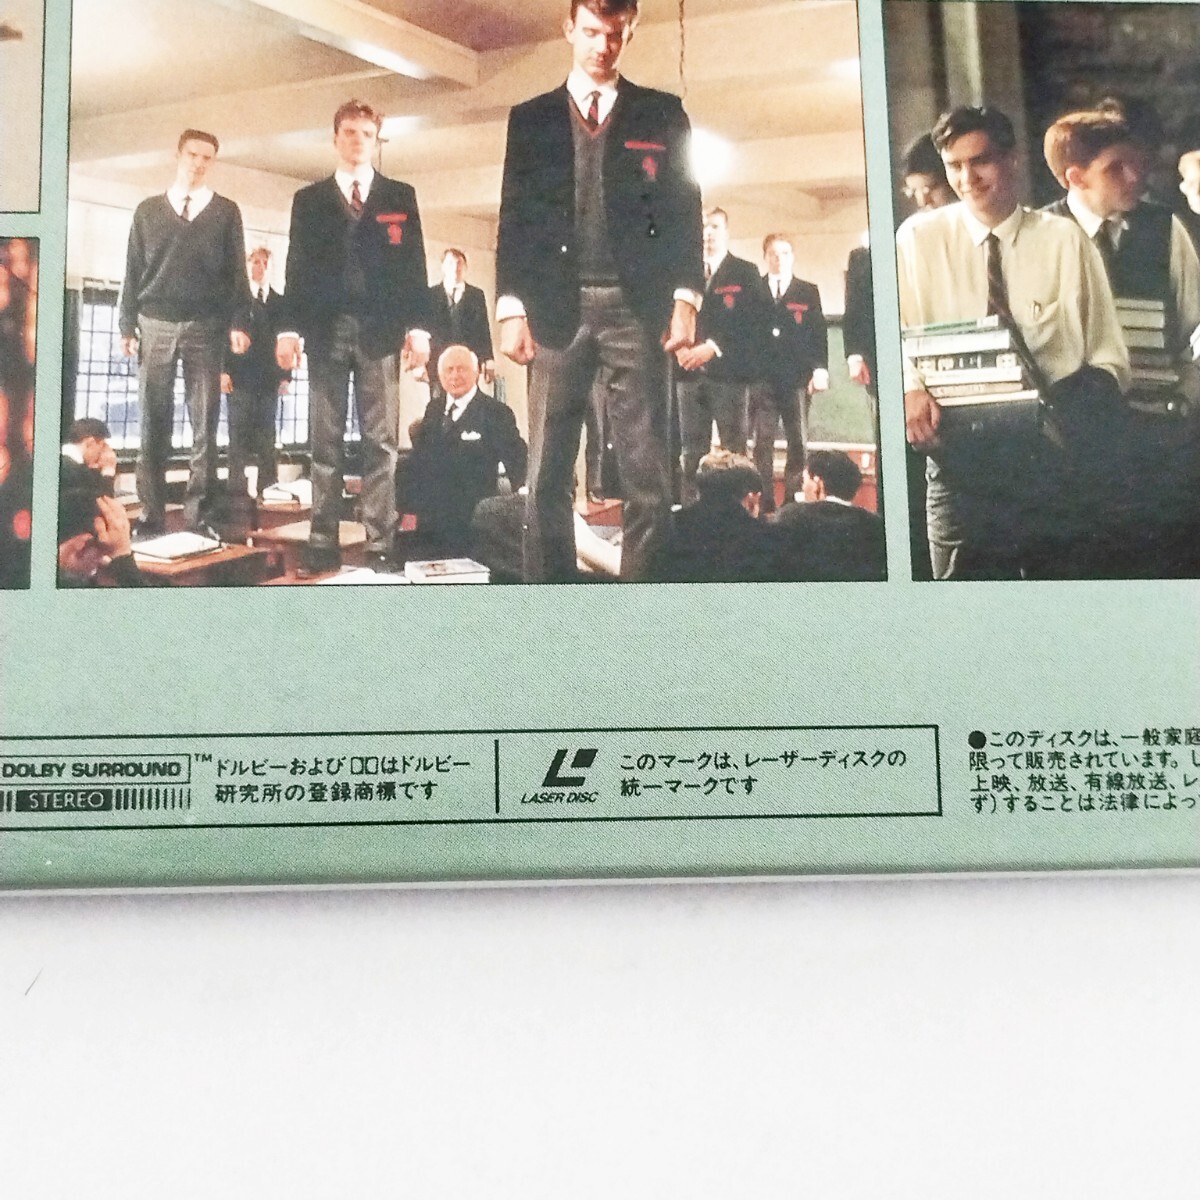 DOLBY SURROUND
STEREO
™
ドルビーおよび □□はドルビー
研究所の登録商標です
LASER DISC
このマークは、レーザーディスクの
統一マークです
●このディスクは、一般家庭
限って販売されています。し
上映、放送、有線放送、レ
ず)することは法律によっ